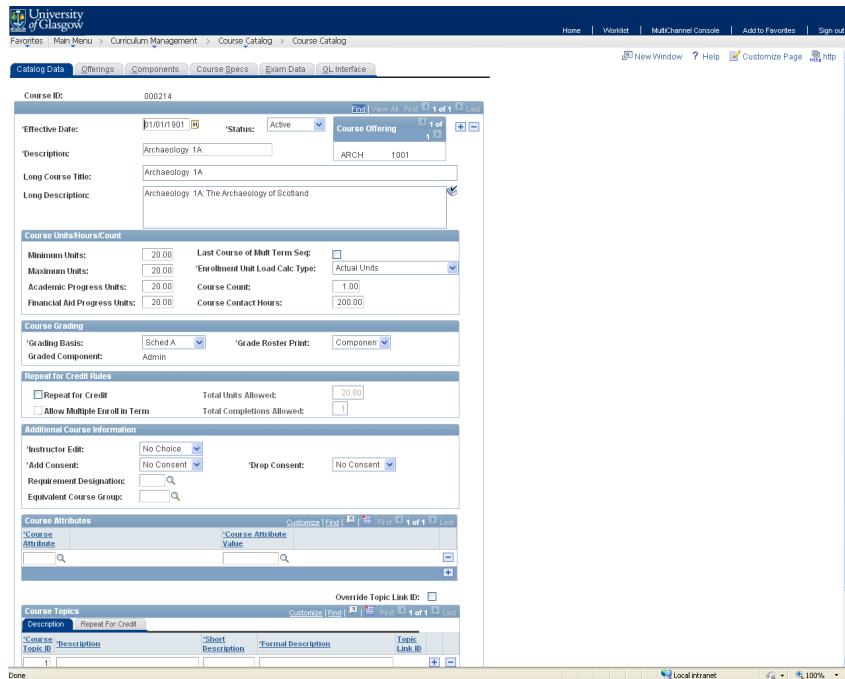 University
of Glasgow
Home | Worklist | MultiChannel Console | Add to Favorites | Sign out
Favorites | Main Menu > Curriculum Management > Course Catalog > Course Catalog
New Window ? Help Customize Page http
Catalog Data Offerings Components Course Specs Exam Data GL Interface
Course ID: 000214
Find | View All First 1 of 1 Last
*Effective Date: 01/01/1901 *Status: Active Course Offering 1 of 1
*Description: Archaeology 1A ARCH 1001
Long Course Title: Archaeology 1A
Long Description: Archaeology 1A: The Archaeology of Scotland
Course Units/Hours/Count
Minimum Units: 20.00 Last Course of Mult Term Seq:
Maximum Units: 20.00 *Enrollment Unit Load Calc Type: Actual Units
Academic Progress Units: 20.00 Course Count: 1.00
Financial Aid Progress Units: 20.00 Course Contact Hours: 200.00
Course Grading
*Grading Basis: Sched A *Grade Roster Print: Componen
Graded Component: Admin
Repeat for Credit Rules
Repeat for Credit Total Units Allowed: 20.00
Allow Multiple Enroll in Term Total Completions Allowed: 1
Additional Course Information
*Instructor Edit: No Choice
*Add Consent: No Consent *Drop Consent: No Consent
Requirement Designation:
Equivalent Course Group:
Course Attributes Customize | Find | First 1 of 1 Last
*Course Attribute *Course Attribute Value
Override Topic Link ID:
Course Topics Customize | Find | First 1 of 1 Last
Description Repeat For Credit
*Course Topic ID *Description *Short Description *Formal Description Topic Link ID
1
Done Local intranet 100%